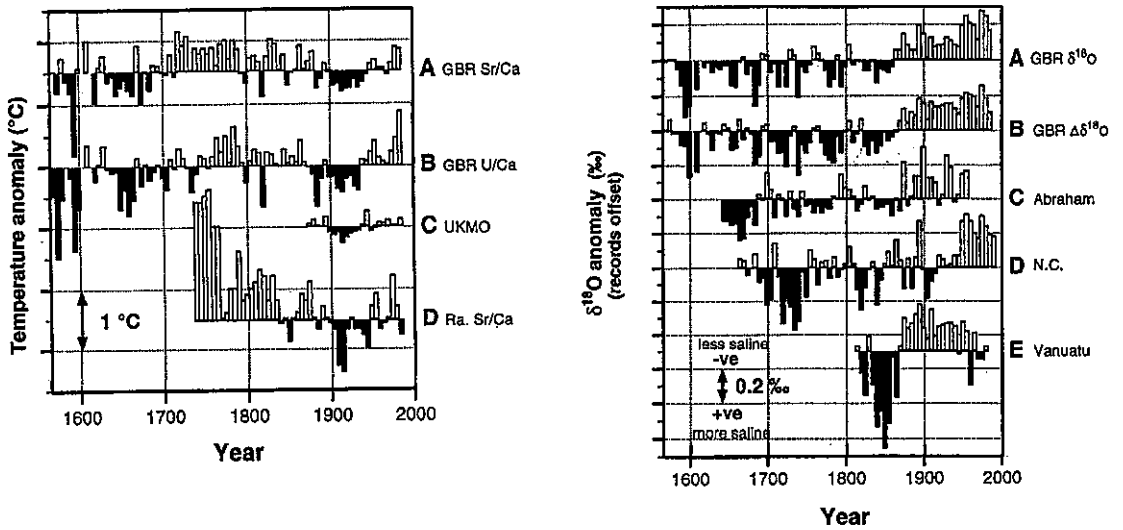 Temperature anomaly (°C)
A GBR Sr/Ca
B GBR U/Ca
C UKMO
D Ra. Sr/Ca
1 °C
1600 1700 1800 1900 2000
Year
δ¹⁸O anomaly (‰)
(records offset)
A GBR δ¹⁸O
B GBR Δδ¹⁸O
C Abraham
D N.C.
E Vanuatu
less saline
-ve
0.2 ‰
+ve
more saline
1600 1700 1800 1900 2000
Year